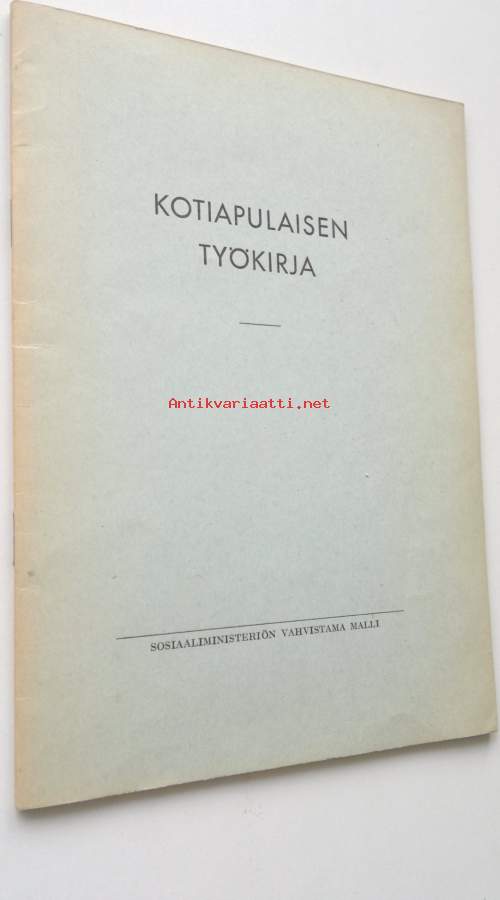 KOTIAPULAISEN
TYÖKIRJA
Antikvariaatti.net
SOSIAALIMINISTERIÖN VAHVISTAMA MALLI